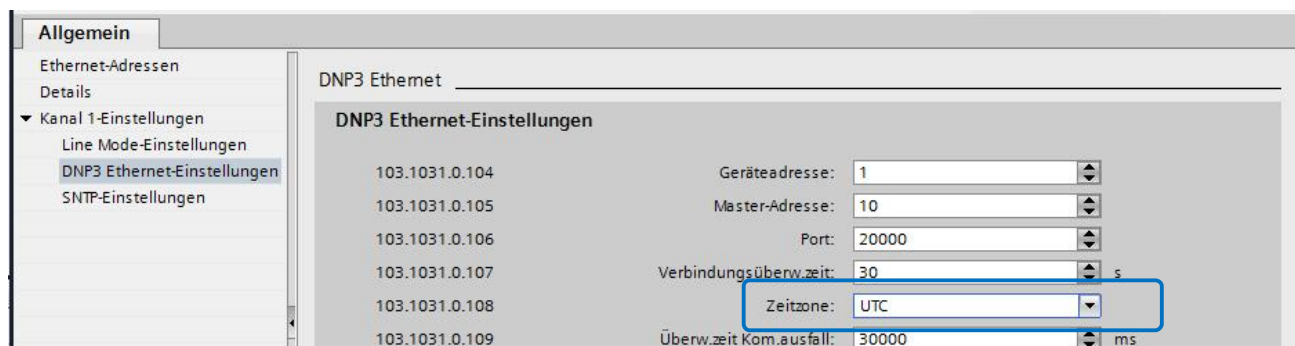 Allgemein
Ethernet-Adressen
Details
Kanal 1-Einstellungen
Line Mode-Einstellungen
DNP3 Ethernet-Einstellungen
SNTP-Einstellungen
DNP3 Ethernet
DNP3 Ethernet-Einstellungen
103.1031.0.104 Geräteadresse: 1
103.1031.0.105 Master-Adresse: 10
103.1031.0.106 Port: 20000
103.1031.0.107 Verbindungsüberw.zeit: 30 s
103.1031.0.108 Zeitzone: UTC
103.1031.0.109 Überw.zeit Kom.ausfall: 30000 ms